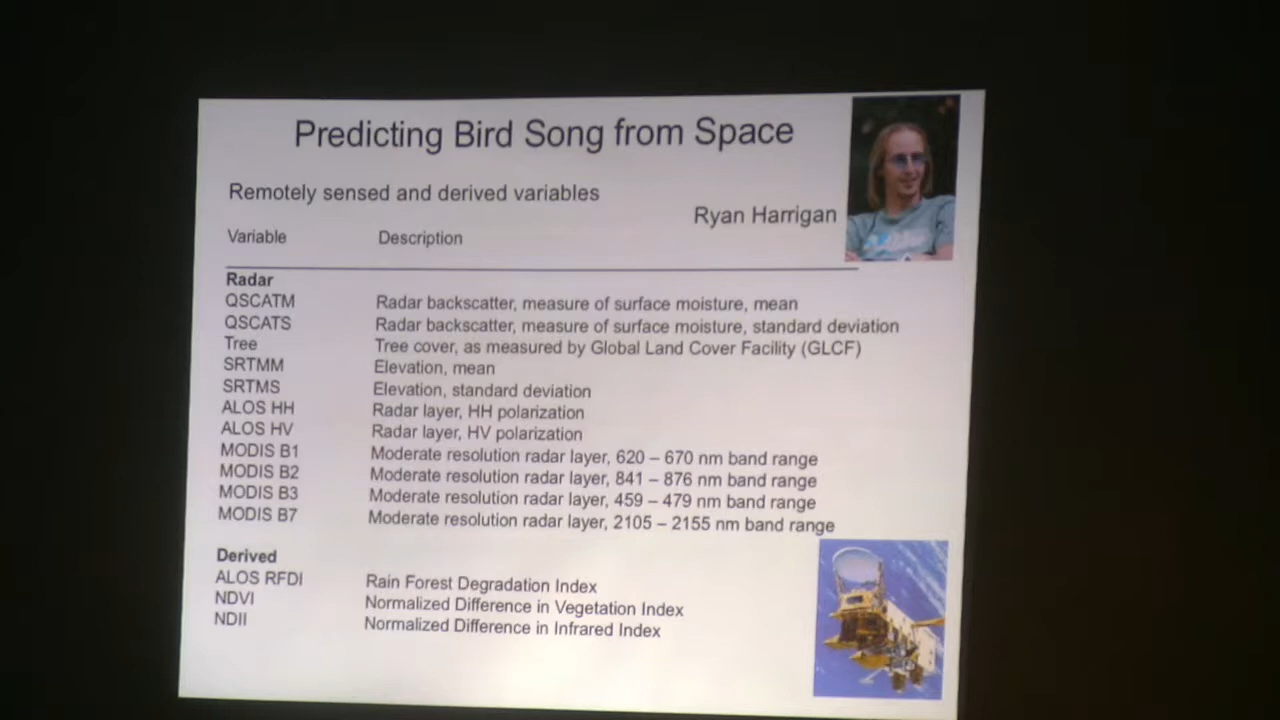 Predicting Bird Song from Space
Remotely sensed and derived variables
Ryan Harrigan
Variable Description
Radar
QSCATM Radar backscatter, measure of surface moisture, mean
QSCATS Radar backscatter, measure of surface moisture, standard deviation
Tree Tree cover, as measured by Global Land Cover Facility (GLCF)
SRTMM Elevation, mean
SRTMS Elevation, standard deviation
ALOS HH Radar layer, HH polarization
ALOS HV Radar layer, HV polarization
MODIS B1 Moderate resolution radar layer, 620 – 670 nm band range
MODIS B2 Moderate resolution radar layer, 841 – 876 nm band range
MODIS B3 Moderate resolution radar layer, 459 – 479 nm band range
MODIS B7 Moderate resolution radar layer, 2105 – 2155 nm band range
Derived
ALOS RFDI Rain Forest Degradation Index
NDVI Normalized Difference in Vegetation Index
NDII Normalized Difference in Infrared Index